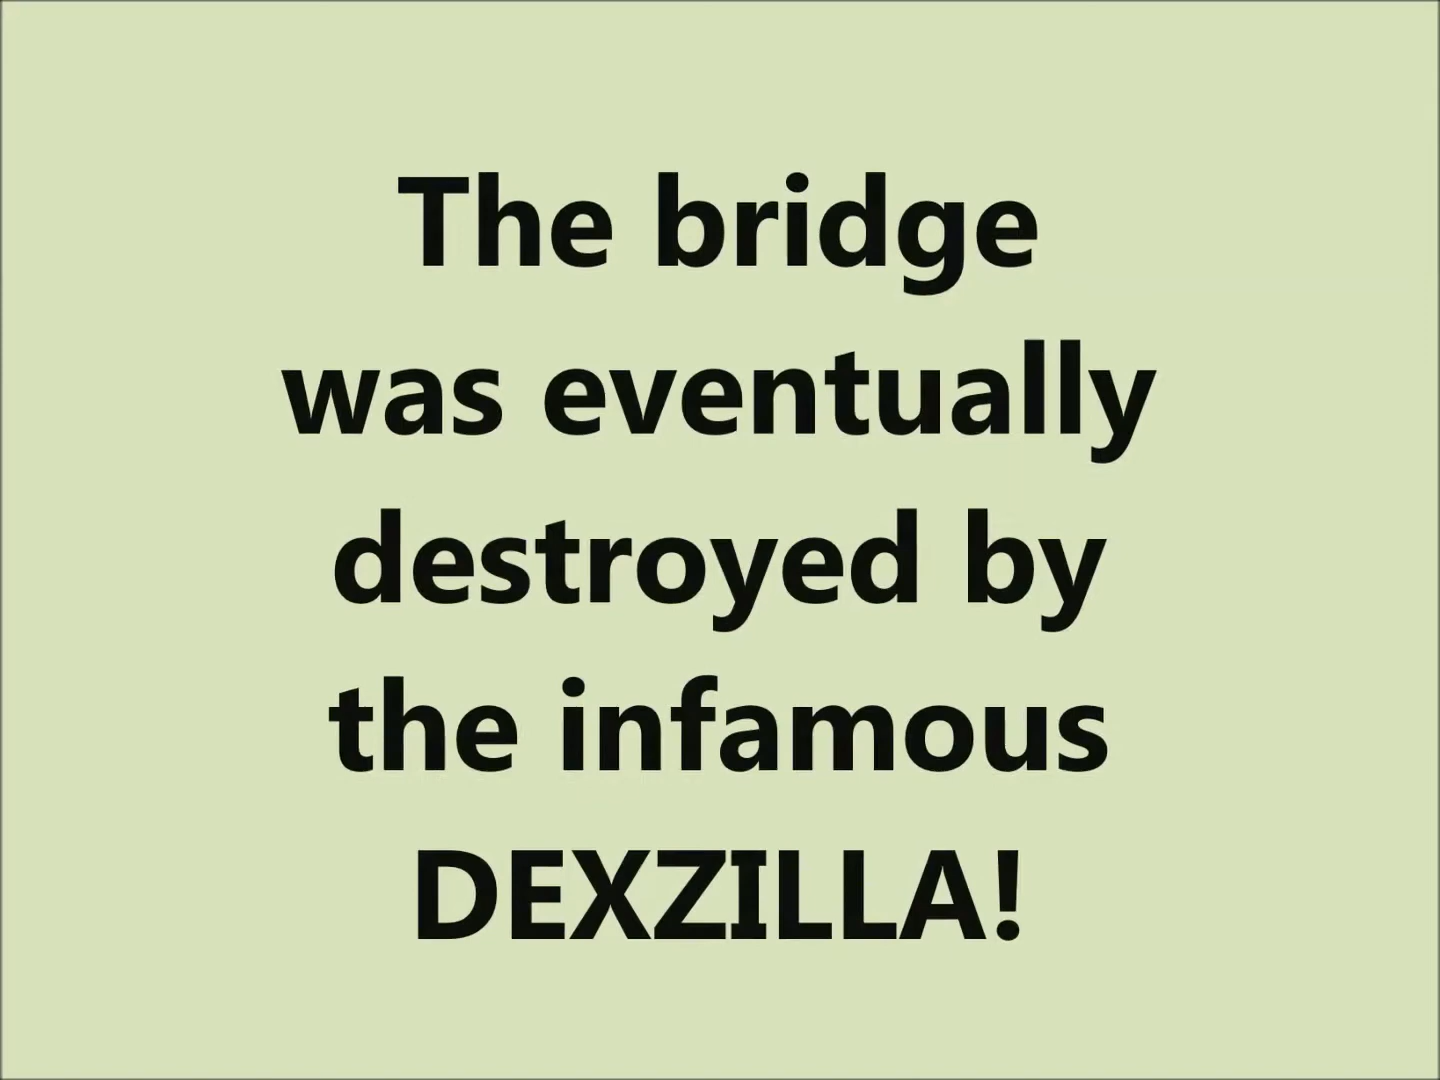 The bridge
was eventually
destroyed by
the infamous
DEXZILLA!